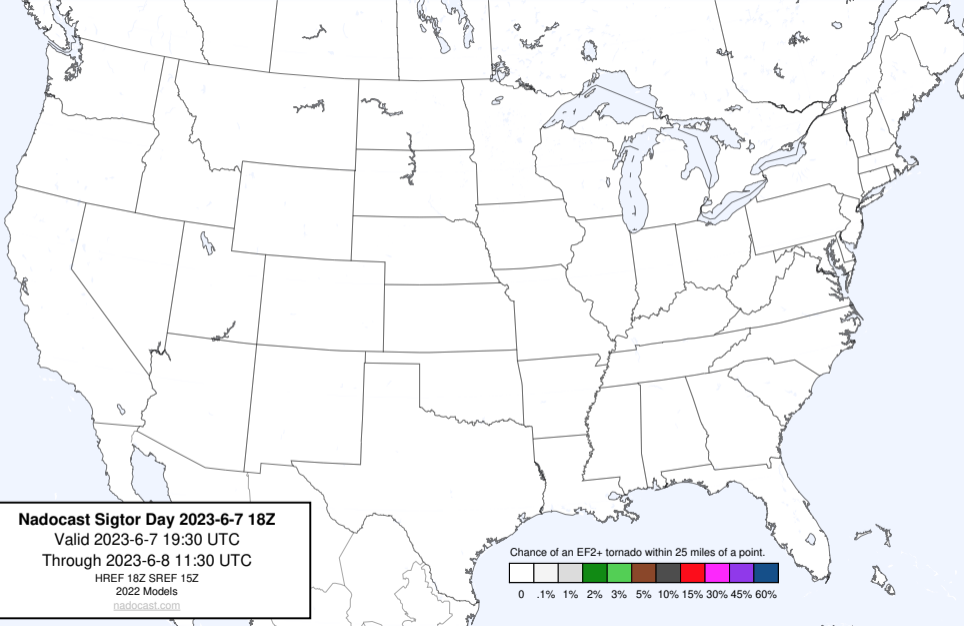 Nadocast Sigtor Day 2023-6-7 18Z
Valid 2023-6-7 19:30 UTC
Through 2023-6-8 11:30 UTC
HREF 18Z SREF 15Z
2022 Models
nadocast.com
Chance of an EF2+ tornado within 25 miles of a point.
0 .1% 1% 2% 3% 5% 10% 15% 30% 45% 60%